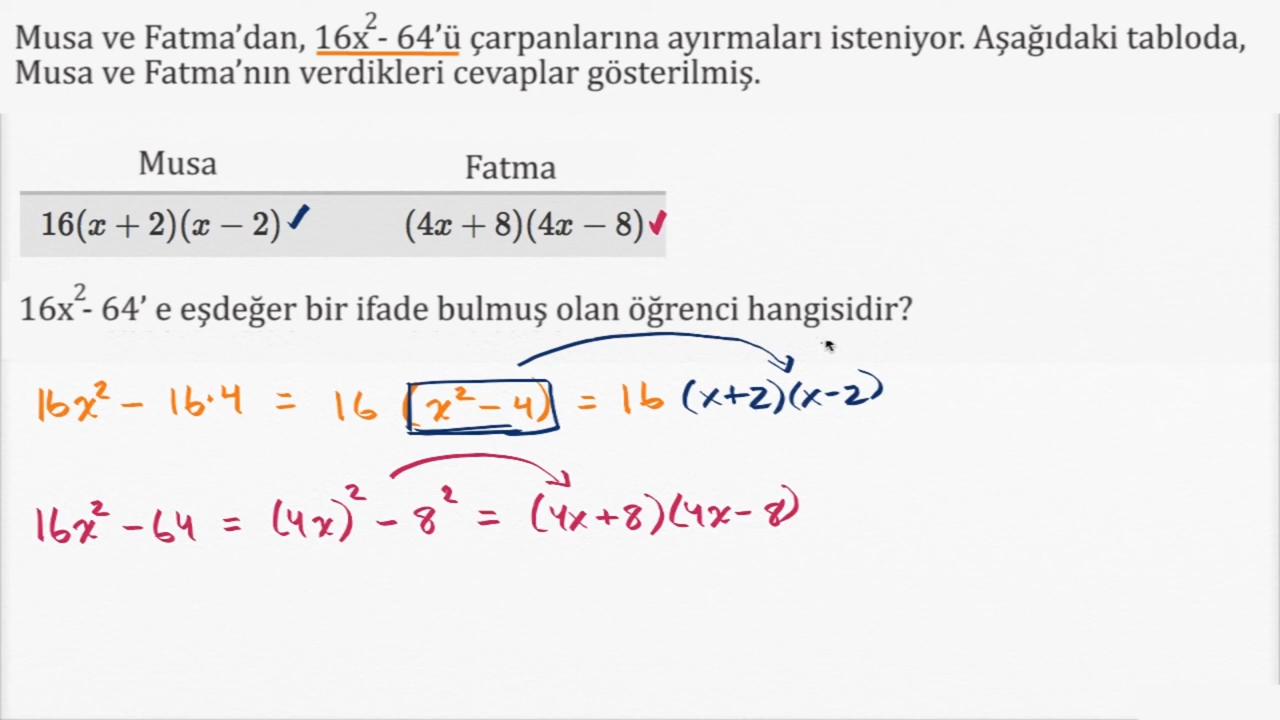 Musa ve Fatma’dan, 16x²- 64’ü çarpanlarına ayırmaları isteniyor. Aşağıdaki tabloda,
Musa ve Fatma’nın verdikleri cevaplar gösterilmiş.
Musa Fatma
16(x + 2)(x − 2)✓ (4x + 8)(4x − 8)✓
16x²- 64’ e eşdeğer bir ifade bulmuş olan öğrenci hangisidir?
16x² − 16·4 = 16 (x² − 4) = 16 (x+2)(x−2)
16x² − 64 = (4x)² − 8² = (4x+8)(4x−8)